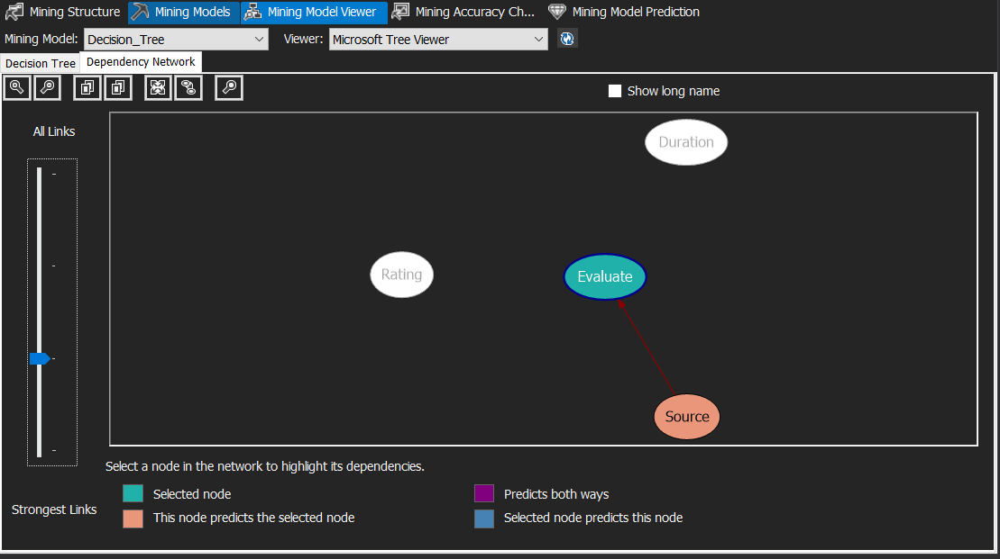 Mining Structure Mining Models Mining Model Viewer Mining Accuracy Ch... Mining Model Prediction
Mining Model: Decision_Tree Viewer: Microsoft Tree Viewer
Decision Tree Dependency Network
Show long name
All Links
Duration
Rating
Evaluate
Source
Select a node in the network to highlight its dependencies.
Selected node Predicts both ways
Strongest Links
This node predicts the selected node Selected node predicts this node